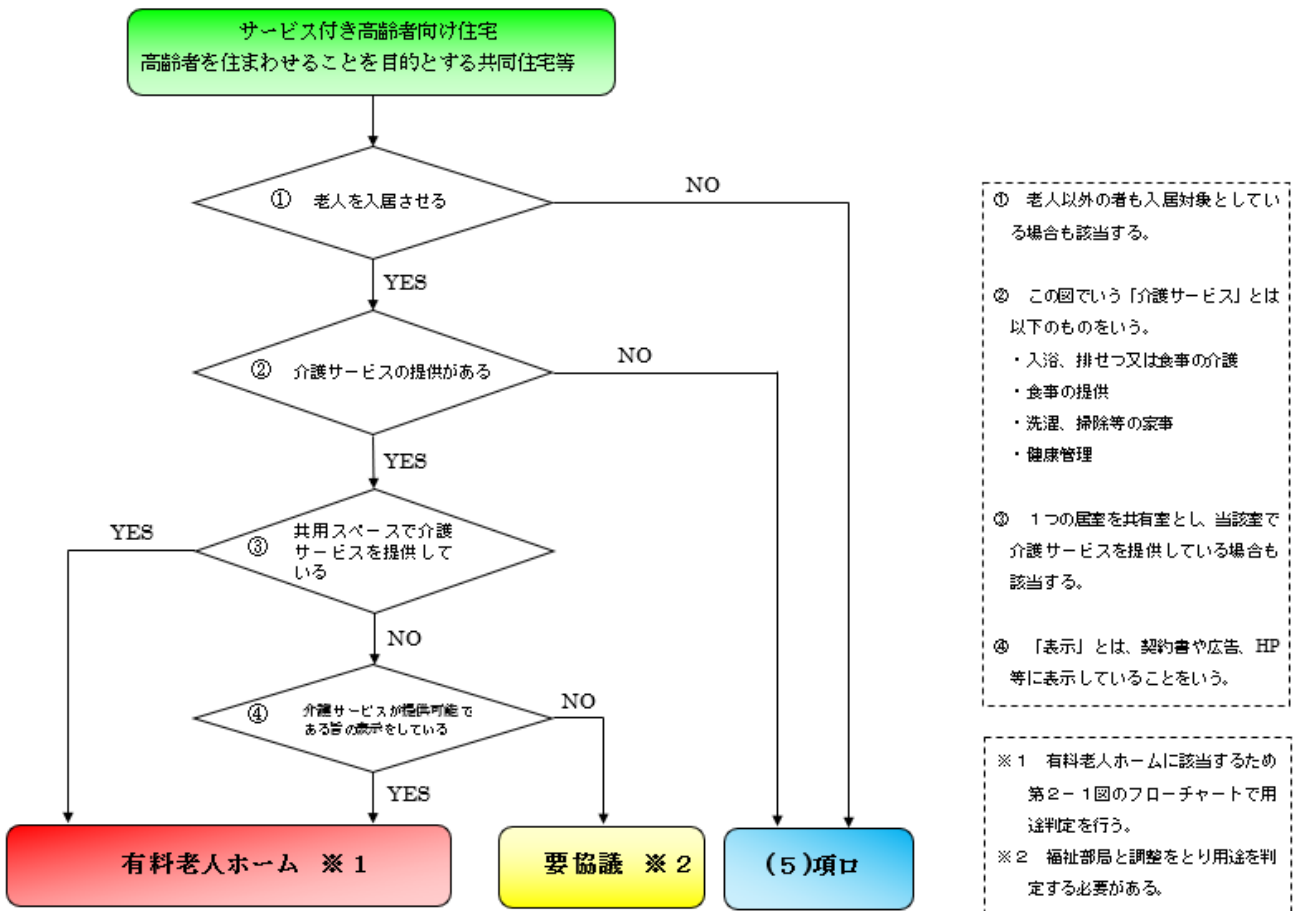 サービス付き高齢者向け住宅
高齢者を住まわせることを目的とする共同住宅等
① 老人を入居させる
NO
YES
② 介護サービスの提供がある
NO
YES
③ 共用スペースで介護
サービスを提供して
いる
YES
NO
④ 介護サービスが提供可能で
ある旨の表示をしている
NO
YES
有料老人ホーム ※1
要協議 ※2
(5)項ロ
① 老人以外の者も入居対象としてい
る場合も該当する。
② この図でいう「介護サービス」とは
以下のものをいう。
・入浴、排せつ又は食事の介護
・食事の提供
・洗濯、掃除等の家事
・健康管理
③ 1つの居室を共有室とし、当該室で
介護サービスを提供している場合も
該当する。
④ 「表示」とは、契約書や広告、HP
等に表示していることをいう。
※1 有料老人ホームに該当するため
第2-1図のフローチャートで用
途判定を行う。
※2 福祉部局と調整をとり用途を判
定する必要がある。